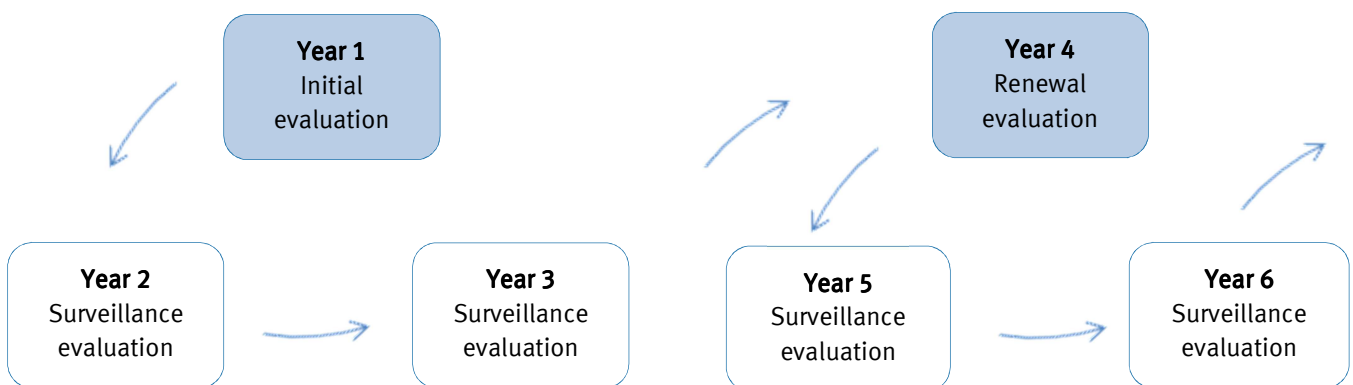 Year 1
Initial
evaluation
Year 4
Renewal
evaluation
Year 2
Surveillance
evaluation
Year 3
Surveillance
evaluation
Year 5
Surveillance
evaluation
Year 6
Surveillance
evaluation